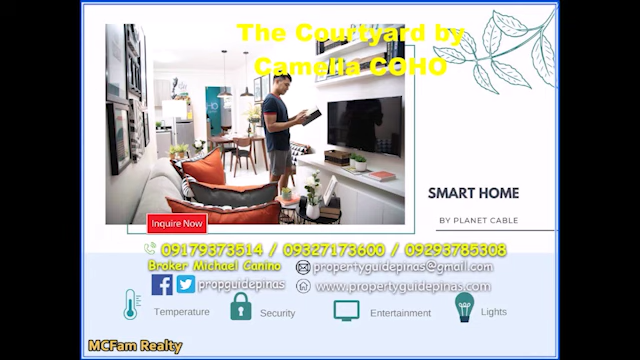 The Courtyard by
Camella COHO
SMART HOME
BY PLANET CABLE
Inquire Now
09179373514 / 09327173600 / 09293785308
Broker Michael Canino
propertyguidepinas@gmail.com
propguidepinas
www.propertyguidepinas.com
Temperature
Security
Entertainment
Lights
MCFam Realty